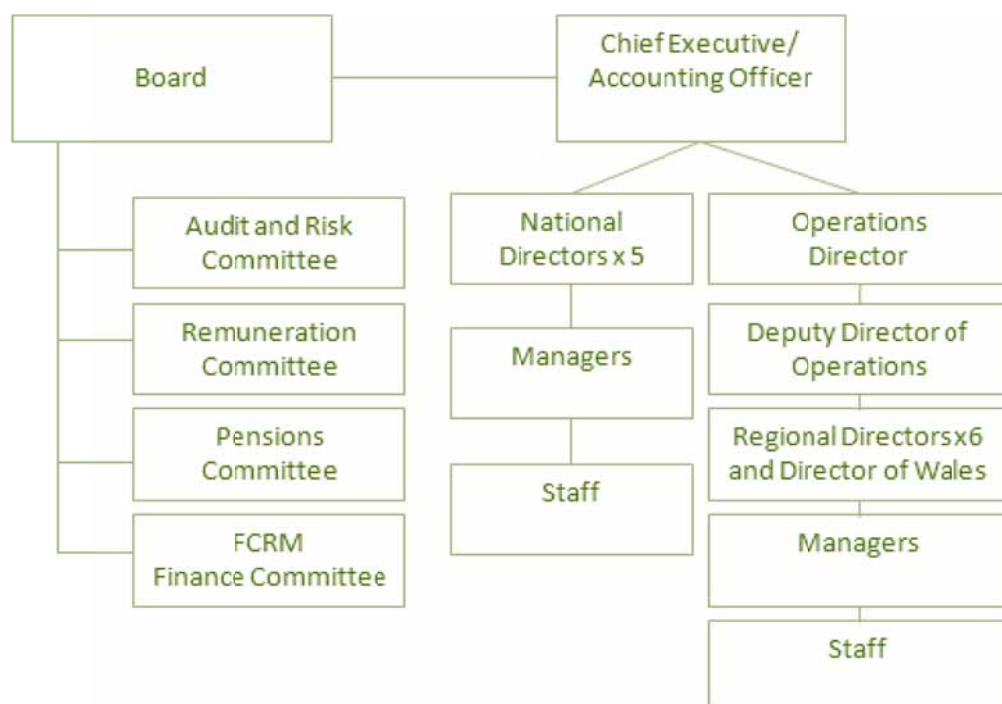 Board
Chief Executive/
Accounting Officer
Audit and Risk
Committee
Remuneration
Committee
Pensions
Committee
FCRM
Finance Committee
National
Directors x 5
Managers
Staff
Operations
Director
Deputy Director of
Operations
Regional Directors x6
and Director of Wales
Managers
Staff